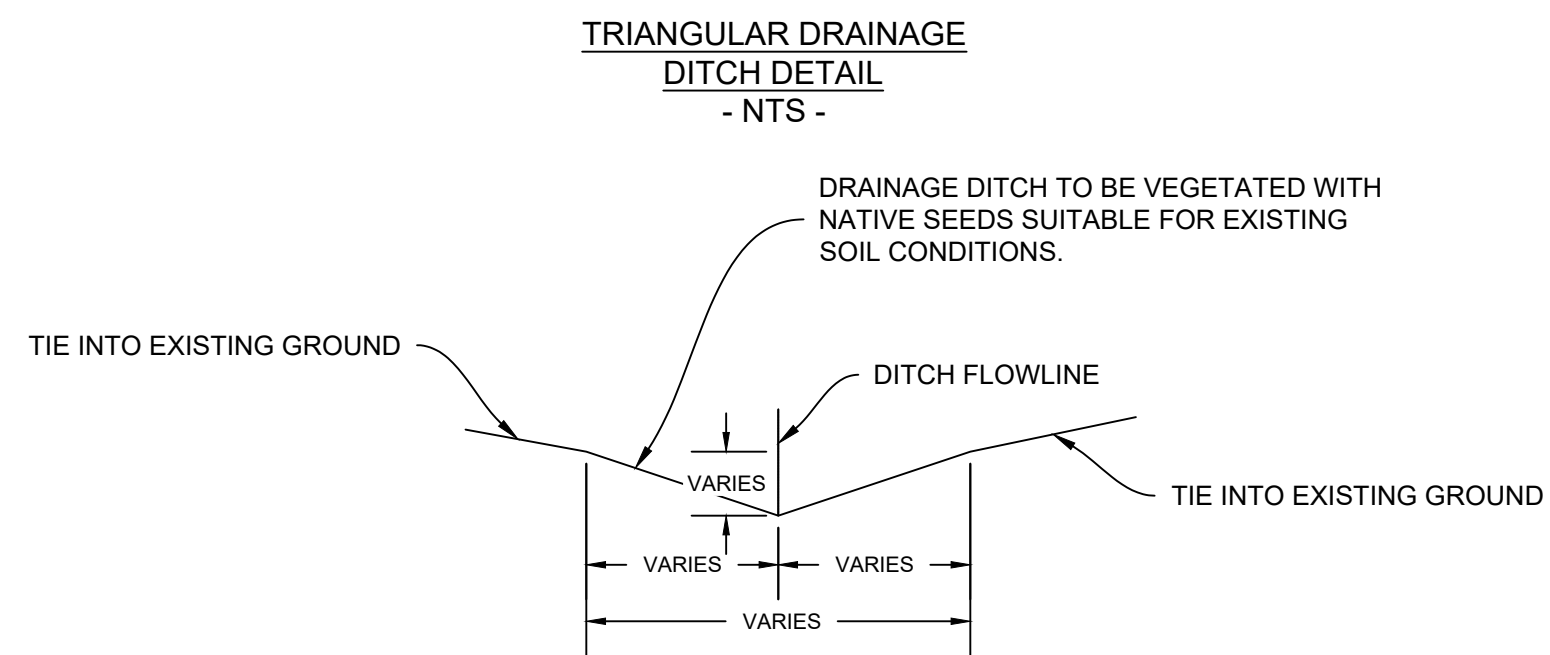 TRIANGULAR DRAINAGE
DITCH DETAIL
- NTS -
DRAINAGE DITCH TO BE VEGETATED WITH
NATIVE SEEDS SUITABLE FOR EXISTING
SOIL CONDITIONS.
TIE INTO EXISTING GROUND
DITCH FLOWLINE
VARIES
TIE INTO EXISTING GROUND
VARIES
VARIES
VARIES